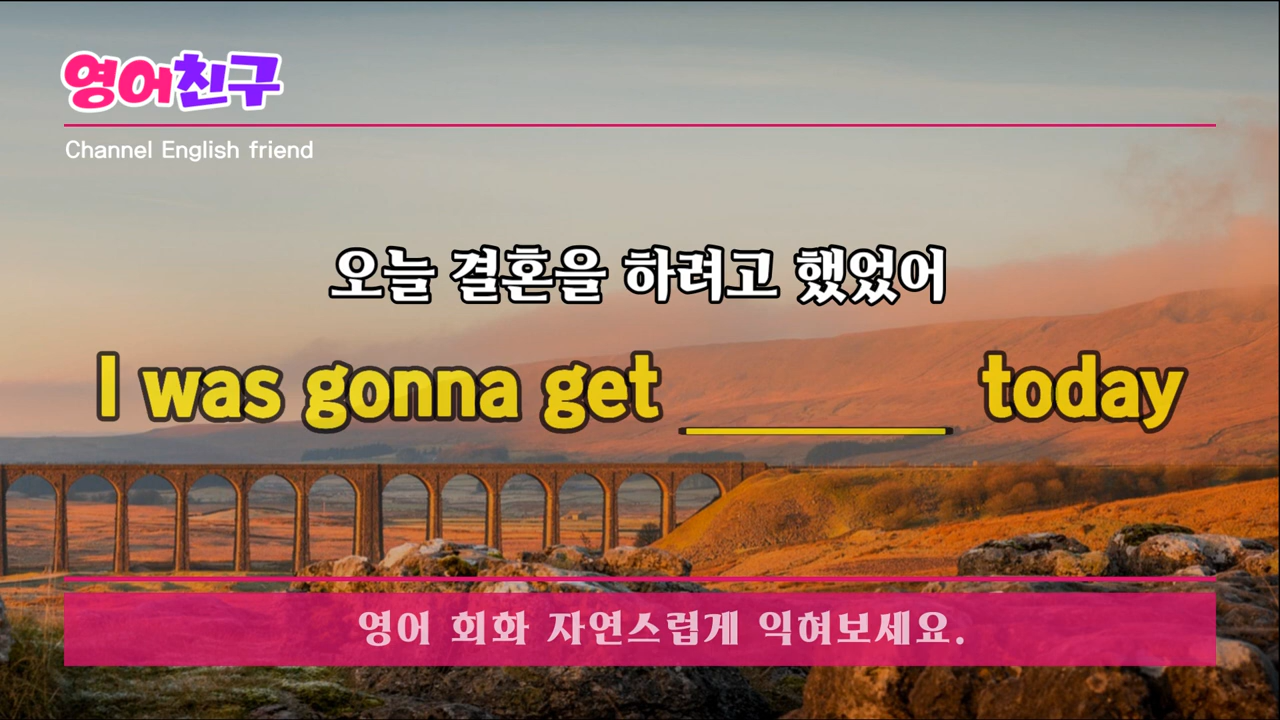 영어친구
Channel English friend
오늘 결혼을 하려고 했었어
I was gonna get ________ today
영어 회화 자연스럽게 익혀보세요.